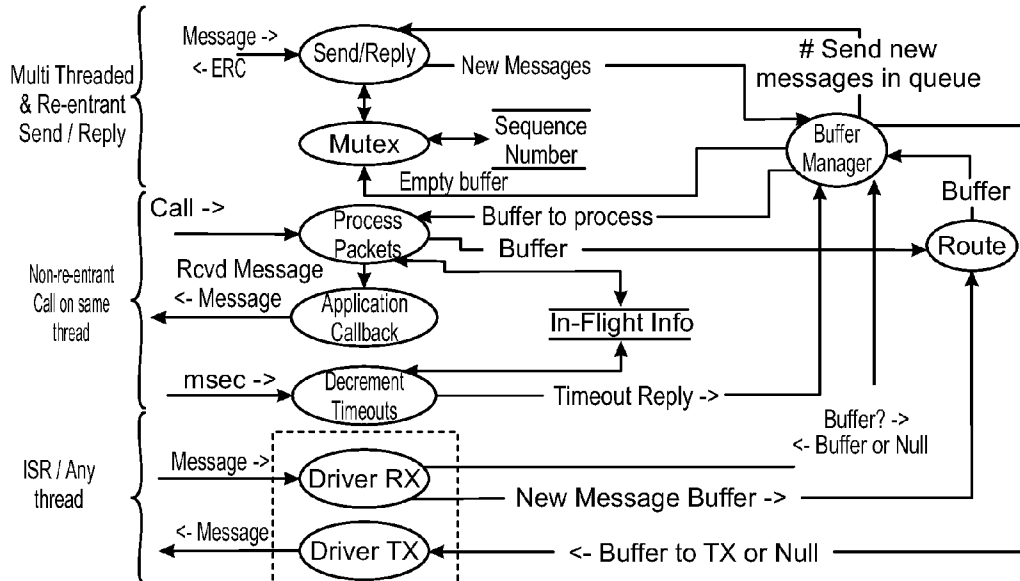 Multi Threaded
& Re-entrant
Send / Reply
Message ->
<- ERC
Send/Reply
New Messages
# Send new
messages in queue
Mutex
Sequence
Number
Buffer
Manager
Empty buffer
Non-re-entrant
Call on same
thread
Call ->
Process
Packets
Buffer to process
Buffer
Buffer
Route
Rcvd Message
<- Message
Application
Callback
In-Flight Info
msec ->
Decrement
Timeouts
Timeout Reply ->
Buffer? ->
<- Buffer or Null
ISR / Any
thread
Message ->
Driver RX
New Message Buffer ->
<- Message
Driver TX
<- Buffer to TX or Null